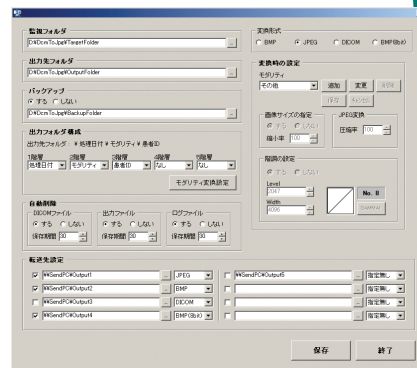 監視フォルダ
D:¥DcmToJpg¥TargetFolder
...
出力先フォルダ
D:¥DcmToJpg¥OutputFolder
...
バックアップ
する しない
D:¥DcmToJpg¥BackupFolder
...
出力フォルダ構成
出力先フォルダ: ¥ 処理日付 ¥ モダリティ ¥ 患者ID
1階層 2階層 3階層 4階層 5階層
処理日付 モダリティ 患者ID なし なし
モダリティ変換設定
自動削除
DICOMファイル 出力ファイル ログファイル
する しない する しない する しない
保存期間 30 保存期間 30 保存期間 30
変換形式
BMP JPEG DICOM BMP(8bit)
変換時の設定
モダリティ
その他 追加 変更 削除
保存 キャンセル
画像サイズの指定 JPEG変換
する しない 圧縮率 100
縮小率 100
階調の設定
する しない
Level
2047
Width
4096
No. 0
転送先設定
¥¥SendPC¥Output1 ... JPEG ¥¥SendPC¥Output5 ... 指定無し
¥¥SendPC¥Output2 ... BMP ... 指定無し
¥¥SendPC¥Output3 ... DICOM ... 指定無し
¥¥SendPC¥Output4 ... BMP(8bit) ... 指定無し
保存 終了